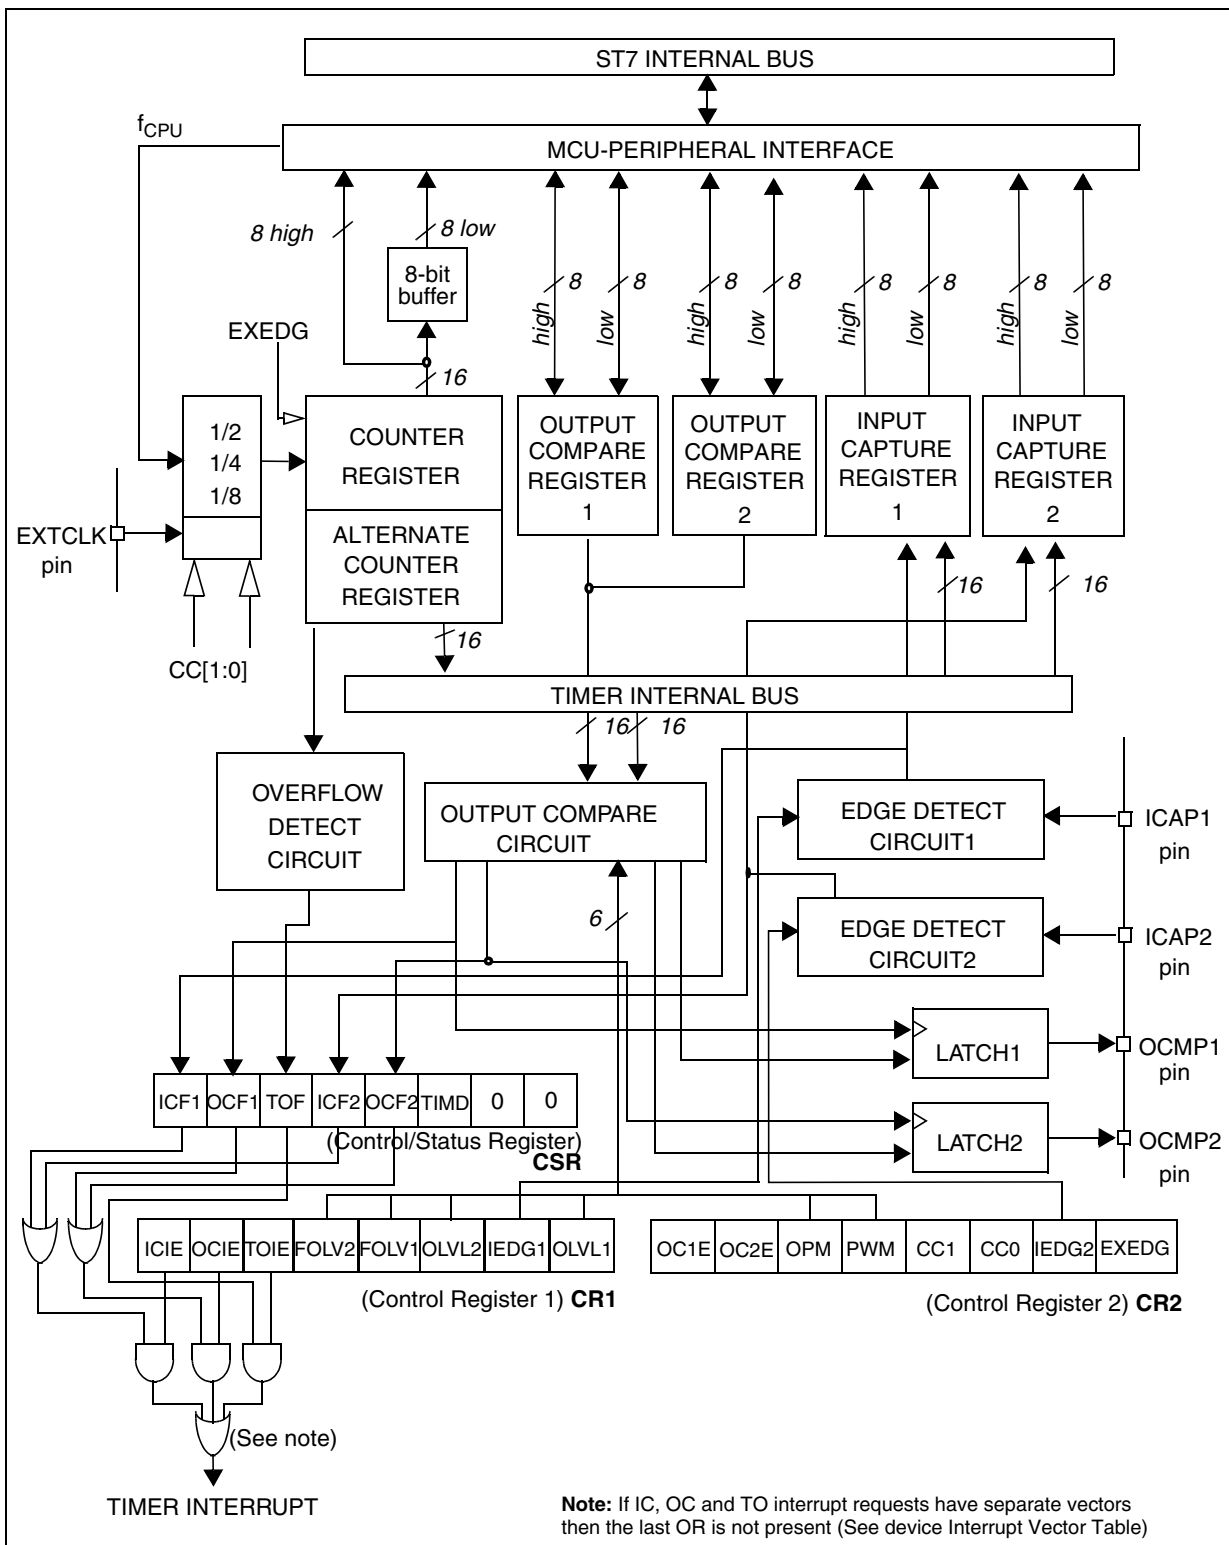 ST7 INTERNAL BUS
fCPU
MCU-PERIPHERAL INTERFACE
8 high
8 low
8-bit
buffer
8
8
8
8
8
8
8
8
high
low
high
low
high
low
high
low
EXEDG
16
1/2
1/4
1/8
COUNTER
REGISTER
OUTPUT
COMPARE
REGISTER
1
OUTPUT
COMPARE
REGISTER
2
INPUT
CAPTURE
REGISTER
1
INPUT
CAPTURE
REGISTER
2
EXTCLK
pin
ALTERNATE
COUNTER
REGISTER
16
16
16
CC[1:0]
TIMER INTERNAL BUS
16
16
OVERFLOW
DETECT
CIRCUIT
OUTPUT COMPARE
CIRCUIT
EDGE DETECT
CIRCUIT1
ICAP1
pin
6
EDGE DETECT
CIRCUIT2
ICAP2
pin
LATCH1
OCMP1
pin
LATCH2
OCMP2
pin
ICF1 OCF1 TOF ICF2 OCF2 TIMD 0 0
(Control/Status Register)
CSR
ICIE OCIE TOIE FOLV2 FOLV1 OLVL2 IEDG1 OLVL1
(Control Register 1) CR1
OC1E OC2E OPM PWM CC1 CC0 IEDG2 EXEDG
(Control Register 2) CR2
(See note)
TIMER INTERRUPT
Note: If IC, OC and TO interrupt requests have separate vectors
then the last OR is not present (See device Interrupt Vector Table)